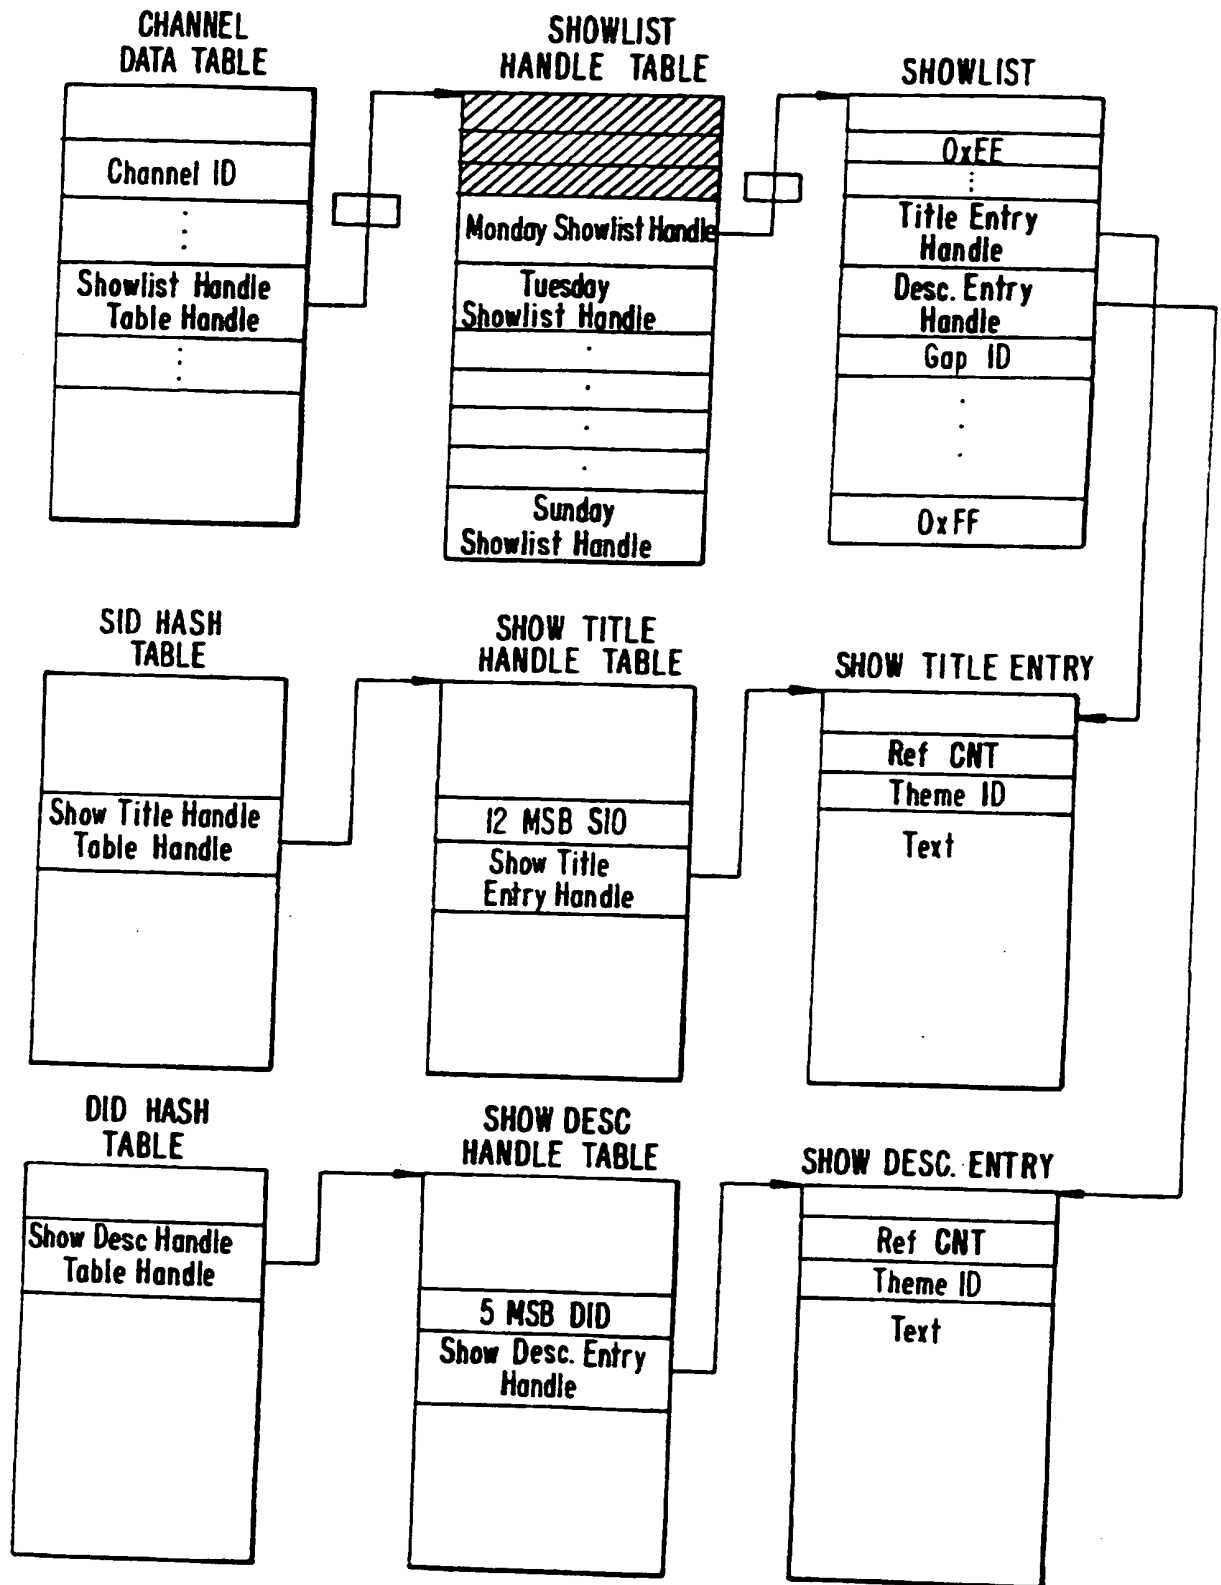 CHANNEL
DATA TABLE
Channel ID
Showlist Handle
Table Handle
SHOWLIST
HANDLE TABLE
Monday Showlist Handle
Tuesday
Showlist Handle
Sunday
Showlist Handle
SHOWLIST
0xEE
Title Entry
Handle
Desc. Entry
Handle
Gap ID
0xFF
SID HASH
TABLE
Show Title Handle
Table Handle
SHOW TITLE
HANDLE TABLE
12 MSB SIO
Show Title
Entry Handle
SHOW TITLE ENTRY
Ref CNT
Theme ID
Text
DID HASH
TABLE
Show Desc Handle
Table Handle
SHOW DESC
HANDLE TABLE
5 MSB DID
Show Desc. Entry
Handle
SHOW DESC. ENTRY
Ref CNT
Theme ID
Text